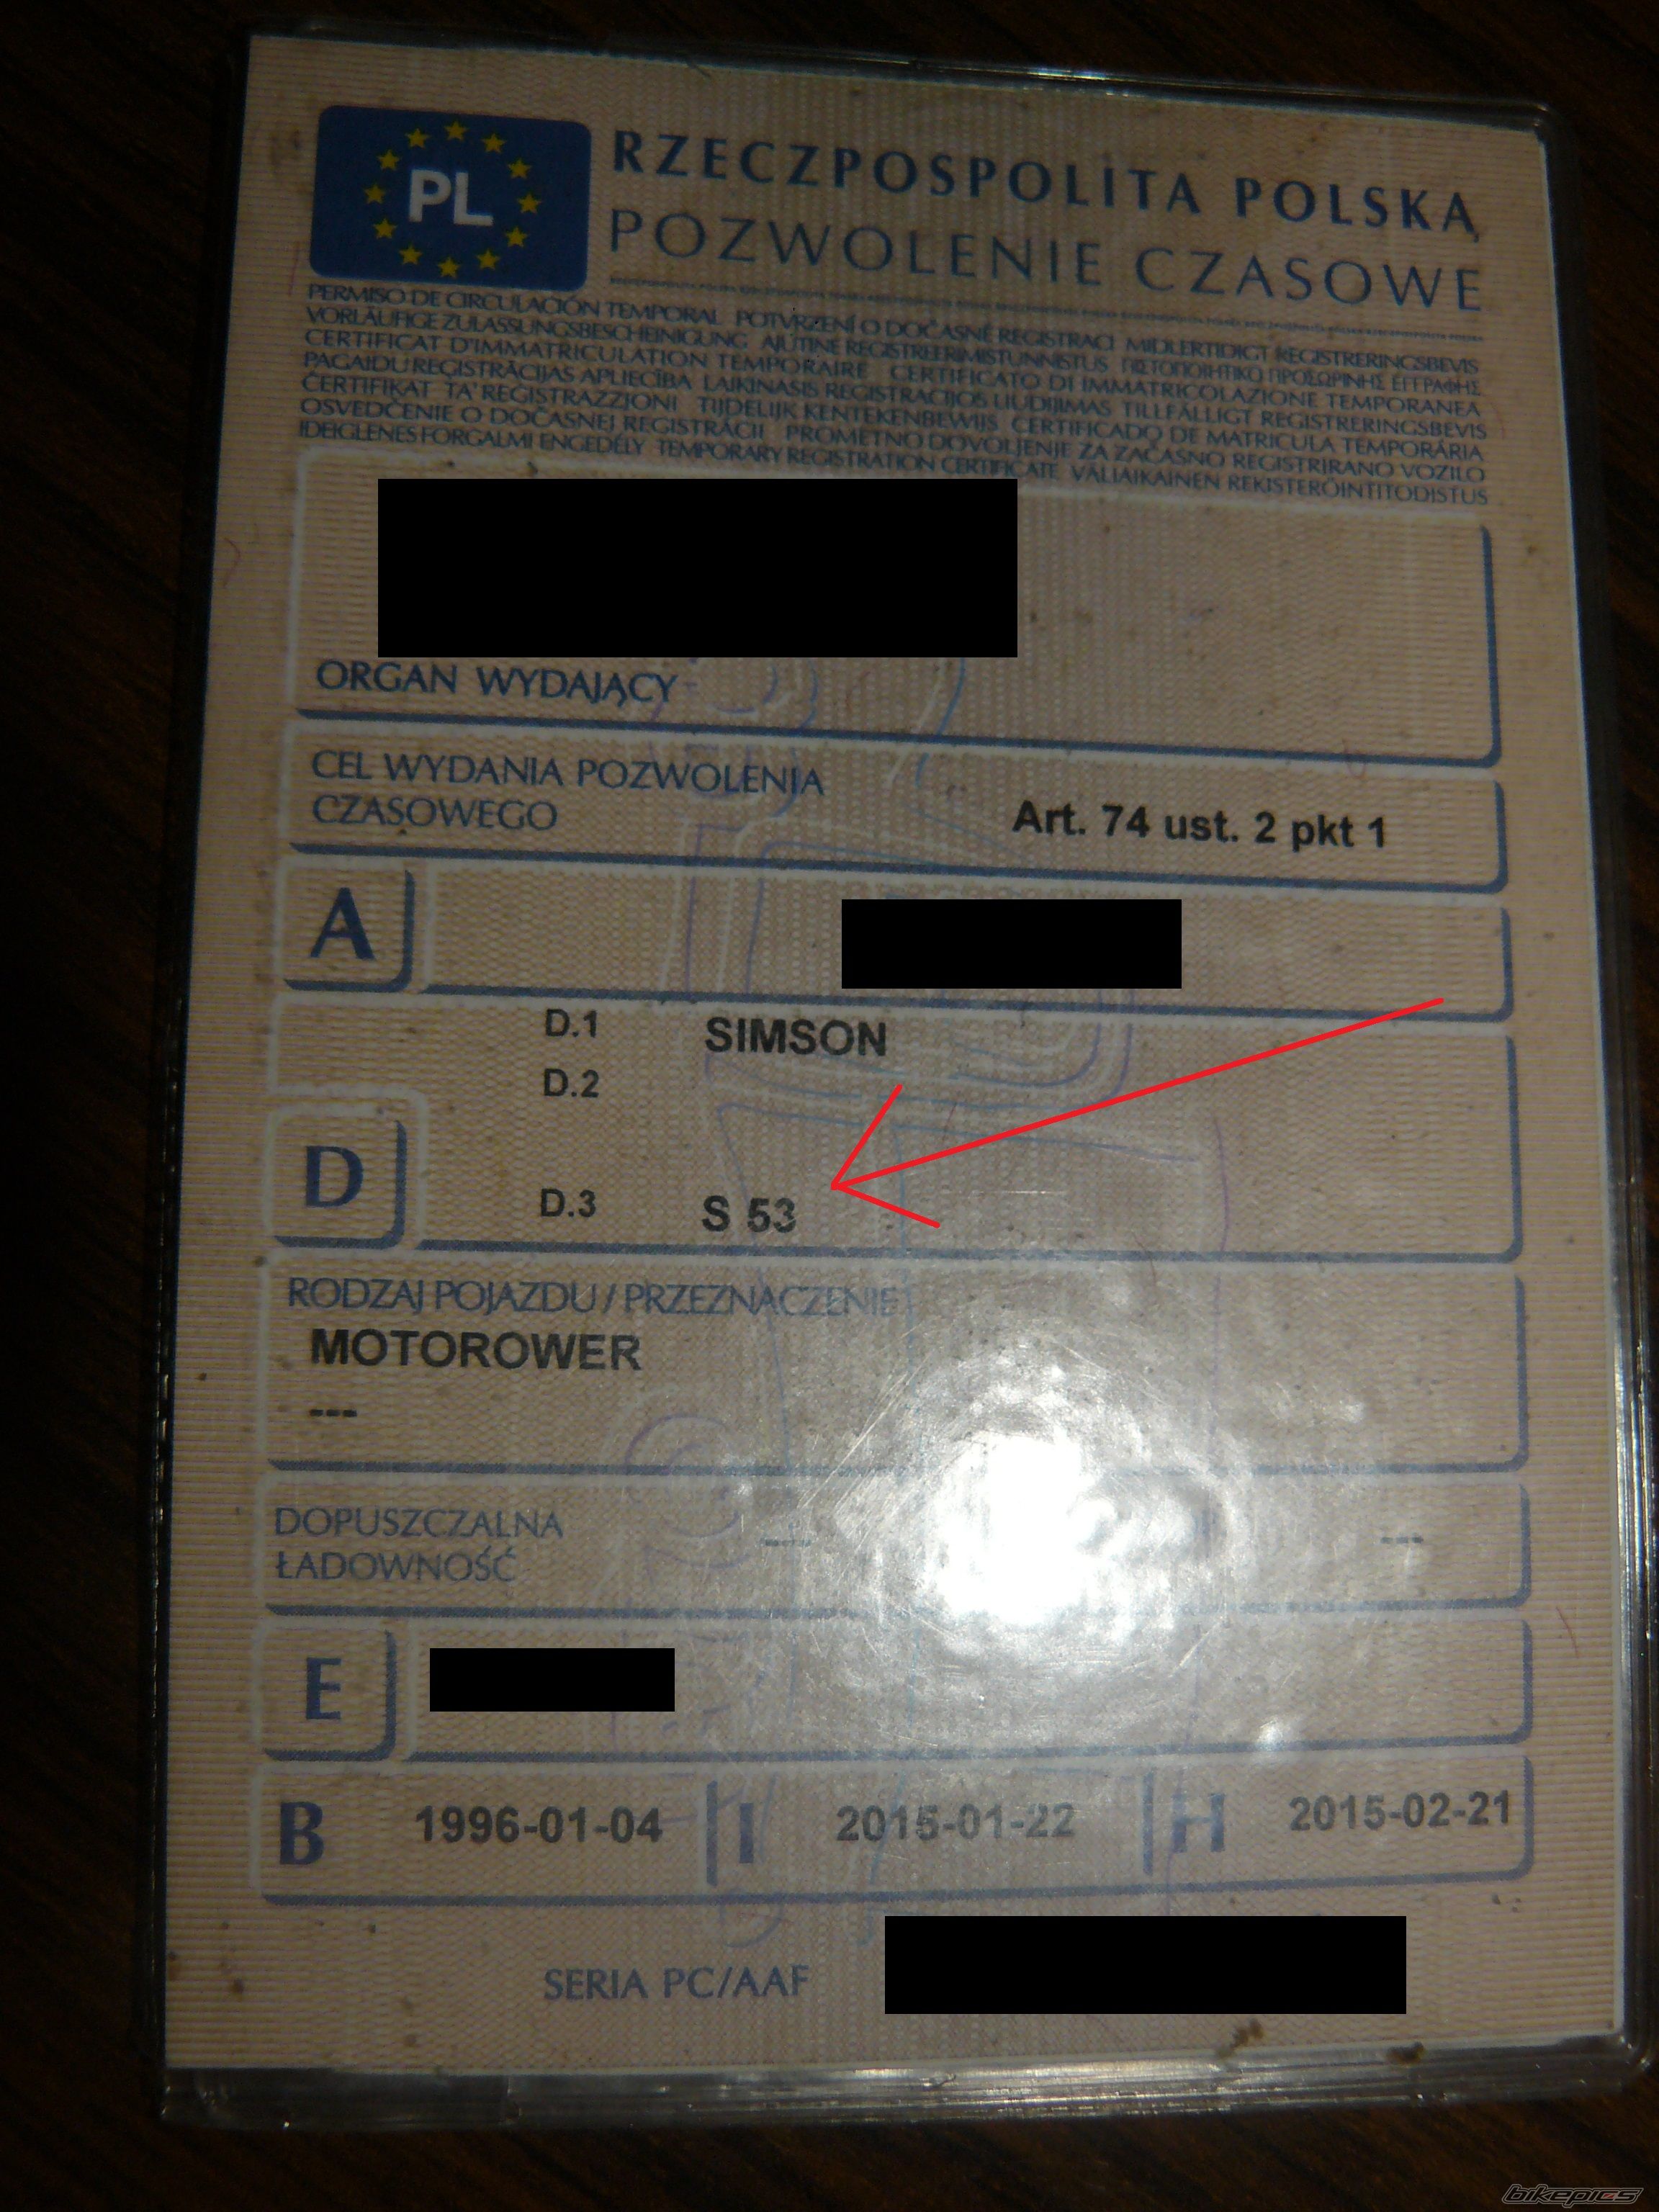 PL
RZECZPOSPOLITA POLSKA
POZWOLENIE CZASOWE
PERMISO DE CIRCULACIÓN TEMPORAL POTVRZENÍ O DOČASNÉ REGISTRACI MIDLERTIDIGT REGISTRERINGSBEVIS
VORLÄUFIGE ZULASSUNGSBESCHEINIGUNG AJUTINE REGISTREERIMISTUNNISTUS ΠΙΣΤΟΠΟΙΗΤΙΚΟ ΠΡΟΣΩΡΙΝΗΣ ΕΓΓΡΑΦΗΣ
CERTIFICAT D'IMMATRICULATION TEMPORAIRE CERTIFICATO DI IMMATRICOLAZIONE TEMPORANEA
PAGAIDU REGISTRĀCIJAS APLIECĪBA LAIKINASIS REGISTRACIJOS LIUDIJIMAS TILLFÄLLIGT REGISTRERINGSBEVIS
ĊERTIFIKAT TA' REGISTRAZZJONI TIJDELIJK KENTEKENBEWIJS CERTIFICADO DE MATRICULA TEMPORÁRIA
OSVEDČENIE O DOČASNEJ REGISTRÁCII PROMETNO DOVOLJENJE ZA ZAČASNO REGISTRIRANO VOZILO
IDEIGLENES FORGALMI ENGEDÉLY TEMPORARY REGISTRATION CERTIFICATE VÄLIAIKAINEN REKISTERÖINTITODISTUS
ORGAN WYDAJĄCY
CEL WYDANIA POZWOLENIA
CZASOWEGO Art. 74 ust. 2 pkt 1
A
D.1 SIMSON
D.2
D
D.3 S 53
RODZAJ POJAZDU / PRZEZNACZENIE
MOTOROWER
---
DOPUSZCZALNA
ŁADOWNOŚĆ --- ---
E
B 1996-01-04 I 2015-01-22 H 2015-02-21
SERIA PC/AAF
bikepics